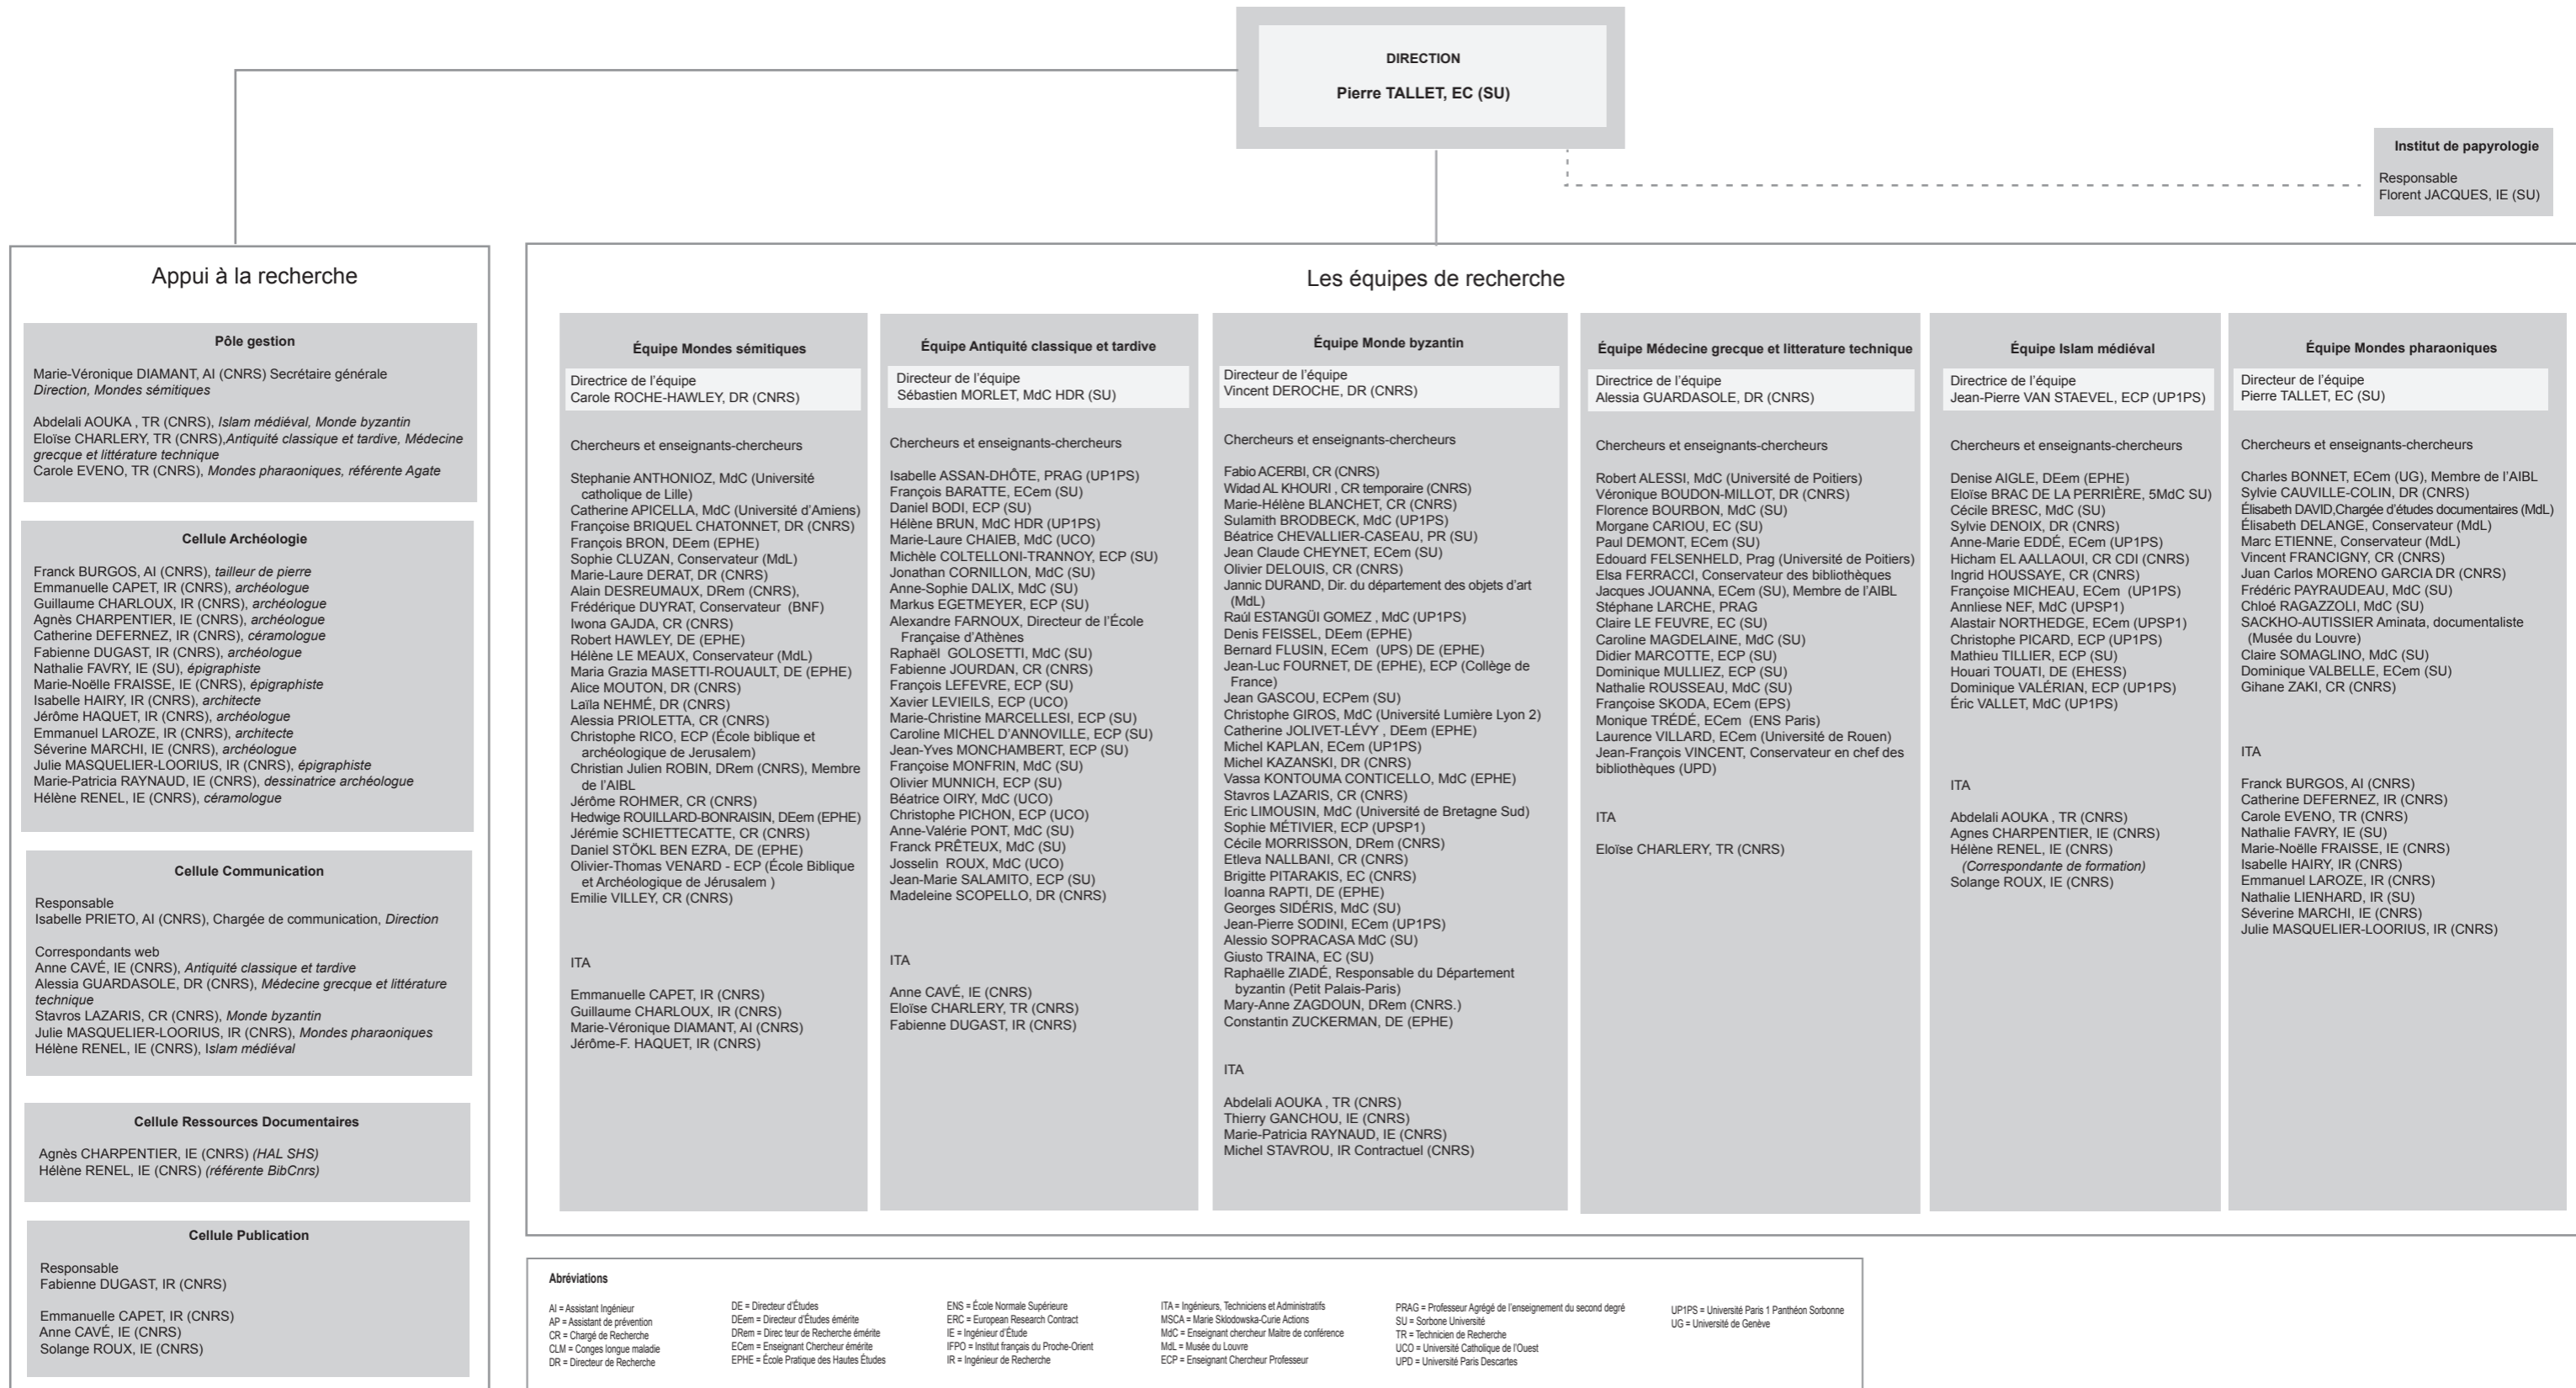 DIRECTION
Pierre TALLET, EC (SU)
Institut de papyrologie
Responsable
Florent JACQUES, IE (SU)
Appui à la recherche
Pôle gestion
Marie-Véronique DIAMANT, AI (CNRS) Secrétaire générale
Direction, Mondes sémitiques
Abdelali AOUKA , TR (CNRS), Islam médiéval, Monde byzantin
Eloïse CHARLERY, TR (CNRS),Antiquité classique et tardive, Médecine
grecque et littérature technique
Carole EVENO, TR (CNRS), Mondes pharaoniques, référente Agate
Cellule Archéologie
Franck BURGOS, AI (CNRS), tailleur de pierre
Emmanuelle CAPET, IR (CNRS), archéologue
Guillaume CHARLOUX, IR (CNRS), archéologue
Agnès CHARPENTIER, IE (CNRS), archéologue
Catherine DEFERNEZ, IR (CNRS), céramologue
Fabienne DUGAST, IR (CNRS), archéologue
Nathalie FAVRY, IE (SU), épigraphiste
Marie-Noëlle FRAISSE, IE (CNRS), épigraphiste
Isabelle HAIRY, IR (CNRS), architecte
Jérôme HAQUET, IR (CNRS), archéologue
Emmanuel LAROZE, IR (CNRS), architecte
Séverine MARCHI, IE (CNRS), archéologue
Julie MASQUELIER-LOORIUS, IR (CNRS), épigraphiste
Marie-Patricia RAYNAUD, IE (CNRS), dessinatrice archéologue
Hélène RENEL, IE (CNRS), céramologue
Cellule Communication
Responsable
Isabelle PRIETO, AI (CNRS), Chargée de communication, Direction
Correspondants web
Anne CAVÉ, IE (CNRS), Antiquité classique et tardive
Alessia GUARDASOLE, DR (CNRS), Médecine grecque et littérature
technique
Stavros LAZARIS, CR (CNRS), Monde byzantin
Julie MASQUELIER-LOORIUS, IR (CNRS), Mondes pharaoniques
Hélène RENEL, IE (CNRS), Islam médiéval
Cellule Ressources Documentaires
Agnès CHARPENTIER, IE (CNRS) (HAL SHS)
Hélène RENEL, IE (CNRS) (référente BibCnrs)
Cellule Publication
Responsable
Fabienne DUGAST, IR (CNRS)
Emmanuelle CAPET, IR (CNRS)
Anne CAVÉ, IE (CNRS)
Solange ROUX, IE (CNRS)
Les équipes de recherche
Équipe Mondes sémitiques
Directrice de l'équipe
Carole ROCHE-HAWLEY, DR (CNRS)
Chercheurs et enseignants-chercheurs
Stephanie ANTHONIOZ, MdC (Université
catholique de Lille)
Catherine APICELLA, MdC (Université d'Amiens)
Françoise BRIQUEL CHATONNET, DR (CNRS)
François BRON, DEem (EPHE)
Sophie CLUZAN, Conservateur (MdL)
Marie-Laure DERAT, DR (CNRS)
Alain DESREUMAUX, DRem (CNRS),
Frédérique DUYRAT, Conservateur (BNF)
Iwona GAJDA, CR (CNRS)
Robert HAWLEY, DE (EPHE)
Hélène LE MEAUX, Conservateur (MdL)
Maria Grazia MASETTI-ROUAULT, DE (EPHE)
Alice MOUTON, DR (CNRS)
Laïla NEHMÉ, DR (CNRS)
Alessia PRIOLETTA, CR (CNRS)
Christophe RICO, ECP (École biblique et
archéologique de Jerusalem)
Christian Julien ROBIN, DRem (CNRS), Membre
de l'AIBL
Jérôme ROHMER, CR (CNRS)
Hedwige ROUILLARD-BONRAISIN, DEem (EPHE)
Jérémie SCHIETTECATTE, CR (CNRS)
Daniel STÖKL BEN EZRA, DE (EPHE)
Olivier-Thomas VENARD - ECP (École Biblique
et Archéologique de Jérusalem )
Emilie VILLEY, CR (CNRS)
ITA
Emmanuelle CAPET, IR (CNRS)
Guillaume CHARLOUX, IR (CNRS)
Marie-Véronique DIAMANT, AI (CNRS)
Jérôme-F. HAQUET, IR (CNRS)
Équipe Antiquité classique et tardive
Directeur de l'équipe
Sébastien MORLET, MdC HDR (SU)
Chercheurs et enseignants-chercheurs
Isabelle ASSAN-DHÔTE, PRAG (UP1PS)
François BARATTE, ECem (SU)
Daniel BODI, ECP (SU)
Hélène BRUN, MdC HDR (UP1PS)
Marie-Laure CHAIEB, MdC (UCO)
Michèle COLTELLONI-TRANNOY, ECP (SU)
Jonathan CORNILLON, MdC (SU)
Anne-Sophie DALIX, MdC (SU)
Markus EGETMEYER, ECP (SU)
Alexandre FARNOUX, Directeur de l'École
Française d'Athènes
Raphaël GOLOSETTI, MdC (SU)
Fabienne JOURDAN, CR (CNRS)
François LEFEVRE, ECP (SU)
Xavier LEVIEILS, ECP (UCO)
Marie-Christine MARCELLESI, ECP (SU)
Caroline MICHEL D'ANNOVILLE, ECP (SU)
Jean-Yves MONCHAMBERT, ECP (SU)
Françoise MONFRIN, MdC (SU)
Olivier MUNNICH, ECP (SU)
Béatrice OIRY, MdC (UCO)
Christophe PICHON, ECP (UCO)
Anne-Valérie PONT, MdC (SU)
Franck PRÊTEUX, MdC (SU)
Josselin ROUX, MdC (UCO)
Jean-Marie SALAMITO, ECP (SU)
Madeleine SCOPELLO, DR (CNRS)
ITA
Anne CAVÉ, IE (CNRS)
Eloïse CHARLERY, TR (CNRS)
Fabienne DUGAST, IR (CNRS)
Équipe Monde byzantin
Directeur de l'équipe
Vincent DEROCHE, DR (CNRS)
Chercheurs et enseignants-chercheurs
Fabio ACERBI, CR (CNRS)
Widad AL KHOURI , CR temporaire (CNRS)
Marie-Hélène BLANCHET, CR (CNRS)
Sulamith BRODBECK, MdC (UP1PS)
Béatrice CHEVALLIER-CASEAU, PR (SU)
Jean Claude CHEYNET, ECem (SU)
Olivier DELOUIS, CR (CNRS)
Jannic DURAND, Dir. du département des objets d'art
(MdL)
Raúl ESTANGÜI GOMEZ , MdC (UP1PS)
Denis FEISSEL, DEem (EPHE)
Bernard FLUSIN, ECem (UPS) DE (EPHE)
Jean-Luc FOURNET, DE (EPHE), ECP (Collège de
France)
Jean GASCOU, ECPem (SU)
Christophe GIROS, MdC (Université Lumière Lyon 2)
Catherine JOLIVET-LÉVY , DEem (EPHE)
Michel KAPLAN, ECem (UP1PS)
Michel KAZANSKI, DR (CNRS)
Vassa KONTOUMA CONTICELLO, MdC (EPHE)
Stavros LAZARIS, CR (CNRS)
Eric LIMOUSIN, MdC (Université de Bretagne Sud)
Sophie MÉTIVIER, ECP (UPSP1)
Cécile MORRISSON, DRem (CNRS)
Etleva NALLBANI, CR (CNRS)
Brigitte PITARAKIS, EC (CNRS)
Ioanna RAPTI, DE (EPHE)
Georges SIDÉRIS, MdC (SU)
Jean-Pierre SODINI, ECem (UP1PS)
Alessio SOPRACASA MdC (SU)
Giusto TRAINA, EC (SU)
Raphaëlle ZIADÉ, Responsable du Département
byzantin (Petit Palais-Paris)
Mary-Anne ZAGDOUN, DRem (CNRS.)
Constantin ZUCKERMAN, DE (EPHE)
ITA
Abdelali AOUKA , TR (CNRS)
Thierry GANCHOU, IE (CNRS)
Marie-Patricia RAYNAUD, IE (CNRS)
Michel STAVROU, IR Contractuel (CNRS)
Équipe Médecine grecque et litterature technique
Directrice de l'équipe
Alessia GUARDASOLE, DR (CNRS)
Chercheurs et enseignants-chercheurs
Robert ALESSI, MdC (Université de Poitiers)
Véronique BOUDON-MILLOT, DR (CNRS)
Florence BOURBON, MdC (SU)
Morgane CARIOU, EC (SU)
Paul DEMONT, ECem (SU)
Edouard FELSENHELD, Prag (Université de Poitiers)
Elsa FERRACCI, Conservateur des bibliothèques
Jacques JOUANNA, ECem (SU), Membre de l'AIBL
Stéphane LARCHE, PRAG
Claire LE FEUVRE, EC (SU)
Caroline MAGDELAINE, MdC (SU)
Didier MARCOTTE, ECP (SU)
Dominique MULLIEZ, ECP (SU)
Nathalie ROUSSEAU, MdC (SU)
Françoise SKODA, ECem (EPS)
Monique TRÉDÉ, ECem (ENS Paris)
Laurence VILLARD, ECem (Université de Rouen)
Jean-François VINCENT, Conservateur en chef des
bibliothèques (UPD)
ITA
Eloïse CHARLERY, TR (CNRS)
Équipe Islam médiéval
Directrice de l'équipe
Jean-Pierre VAN STAEVEL, ECP (UP1PS)
Chercheurs et enseignants-chercheurs
Denise AIGLE, DEem (EPHE)
Eloïse BRAC DE LA PERRIÈRE, 5MdC SU)
Cécile BRESC, MdC (SU)
Sylvie DENOIX, DR (CNRS)
Anne-Marie EDDÉ, ECem (UP1PS)
Hicham EL AALLAOUI, CR CDI (CNRS)
Ingrid HOUSSAYE, CR (CNRS)
Françoise MICHEAU, ECem (UP1PS)
Annliese NEF, MdC (UPSP1)
Alastair NORTHEDGE, ECem (UPSP1)
Christophe PICARD, ECP (UP1PS)
Mathieu TILLIER, ECP (SU)
Houari TOUATI, DE (EHESS)
Dominique VALÉRIAN, ECP (UP1PS)
Éric VALLET, MdC (UP1PS)
ITA
Abdelali AOUKA , TR (CNRS)
Agnes CHARPENTIER, IE (CNRS)
Hélène RENEL, IE (CNRS)
(Correspondante de formation)
Solange ROUX, IE (CNRS)
Équipe Mondes pharaoniques
Directeur de l'équipe
Pierre TALLET, EC (SU)
Chercheurs et enseignants-chercheurs
Charles BONNET, ECem (UG), Membre de l'AIBL
Sylvie CAUVILLE-COLIN, DR (CNRS)
Élisabeth DAVID,Chargée d'études documentaires (MdL)
Élisabeth DELANGE, Conservateur (MdL)
Marc ETIENNE, Conservateur (MdL)
Vincent FRANCIGNY, CR (CNRS)
Juan Carlos MORENO GARCIA DR (CNRS)
Frédéric PAYRAUDEAU, MdC (SU)
Chloé RAGAZZOLI, MdC (SU)
SACKHO-AUTISSIER Aminata, documentaliste
(Musée du Louvre)
Claire SOMAGLINO, MdC (SU)
Dominique VALBELLE, ECem (SU)
Gihane ZAKI, CR (CNRS)
ITA
Franck BURGOS, AI (CNRS)
Catherine DEFERNEZ, IR (CNRS)
Carole EVENO, TR (CNRS)
Nathalie FAVRY, IE (SU)
Marie-Noëlle FRAISSE, IE (CNRS)
Isabelle HAIRY, IR (CNRS)
Emmanuel LAROZE, IR (CNRS)
Nathalie LIENHARD, IR (SU)
Séverine MARCHI, IE (CNRS)
Julie MASQUELIER-LOORIUS, IR (CNRS)
Abréviations
AI = Assistant Ingénieur
AP = Assistant de prévention
CR = Chargé de Recherche
CLM = Conges longue maladie
DR = Directeur de Recherche
DE = Directeur d'Études
DEem = Directeur d'Études émérite
DRem = Direc teur de Recherche émérite
ECem = Enseignant Chercheur émérite
EPHE = École Pratique des Hautes Études
ENS = École Normale Supérieure
ERC = European Research Contract
IE = Ingénieur d'Étude
IFPO = Institut français du Proche-Orient
IR = Ingénieur de Recherche
ITA = Ingénieurs, Techniciens et Administratifs
MSCA = Marie Sklodowska-Curie Actions
MdC = Enseignant chercheur Maitre de conférence
MdL = Musée du Louvre
ECP = Enseignant Chercheur Professeur
PRAG = Professeur Agrégé de l'enseignement du second degré
SU = Sorbone Université
TR = Technicien de Recherche
UCO = Université Catholique de l'Ouest
UPD = Université Paris Descartes
UP1PS = Université Paris 1 Panthéon Sorbonne
UG = Université de Genève